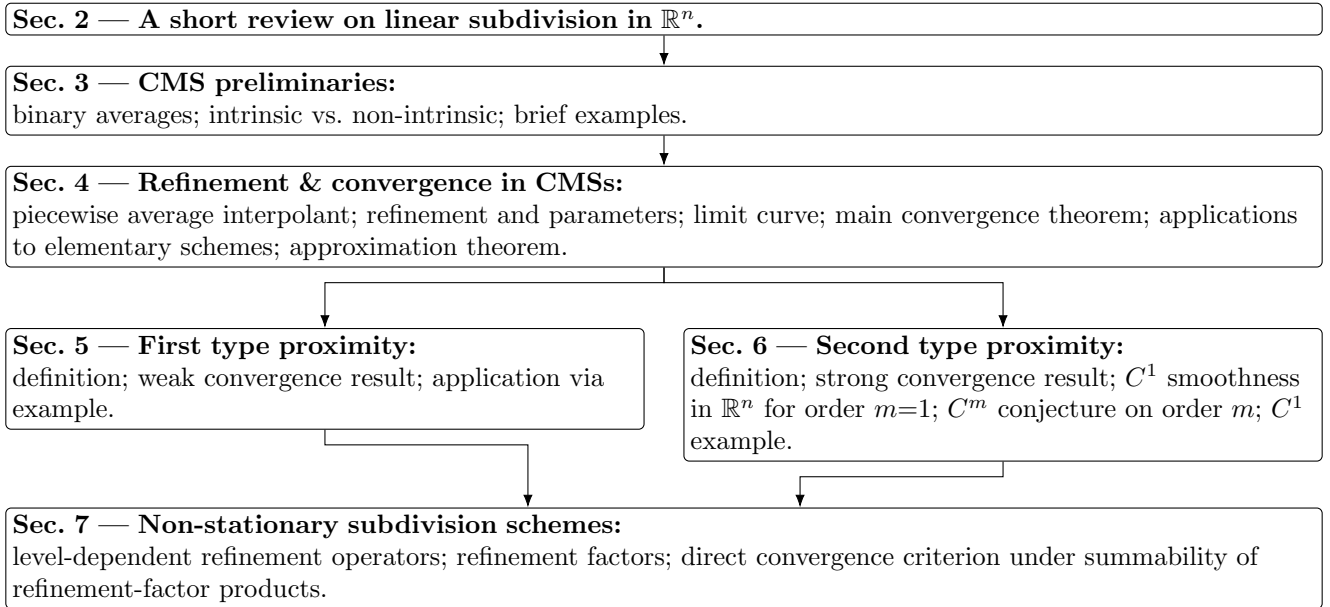 Sec. 2 — A short review on linear subdivision in ℝⁿ.
Sec. 3 — CMS preliminaries:
binary averages; intrinsic vs. non-intrinsic; brief examples.
Sec. 4 — Refinement & convergence in CMSs:
piecewise average interpolant; refinement and parameters; limit curve; main convergence theorem; applications
to elementary schemes; approximation theorem.
Sec. 5 — First type proximity:
definition; weak convergence result; application via
example.
Sec. 6 — Second type proximity:
definition; strong convergence result; C¹ smoothness
in ℝⁿ for order m=1; Cᵐ conjecture on order m; C¹
example.
Sec. 7 — Non-stationary subdivision schemes:
level-dependent refinement operators; refinement factors; direct convergence criterion under summability of
refinement-factor products.